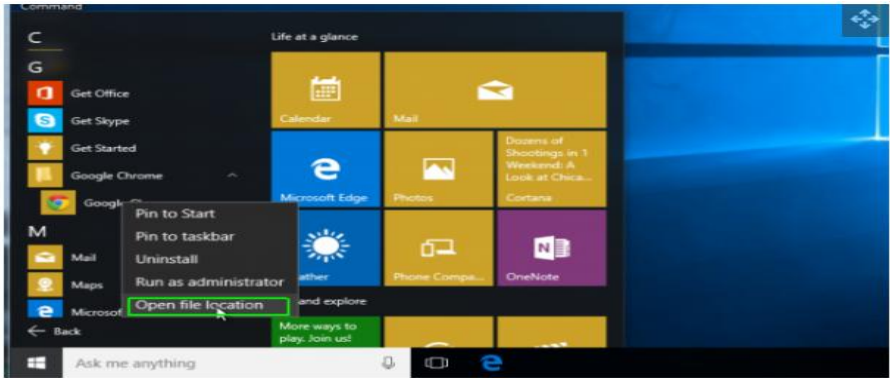 Command
C
Life at a glance
G
Get Office
Get Skype
Calendar
Mail
Get Started
Dozens of
Shootings in 1
Weekend: A
Look at Chica...
Google Chrome
Microsoft Edge
Photos
Cortana
Google
Pin to Start
M
Pin to taskbar
Mail
Uninstall
Maps
Run as administrator
ather
Phone Compa...
OneNote
N
Microsof
Open file location
and explore
Back
More ways to
play. Join us!
Ask me anything